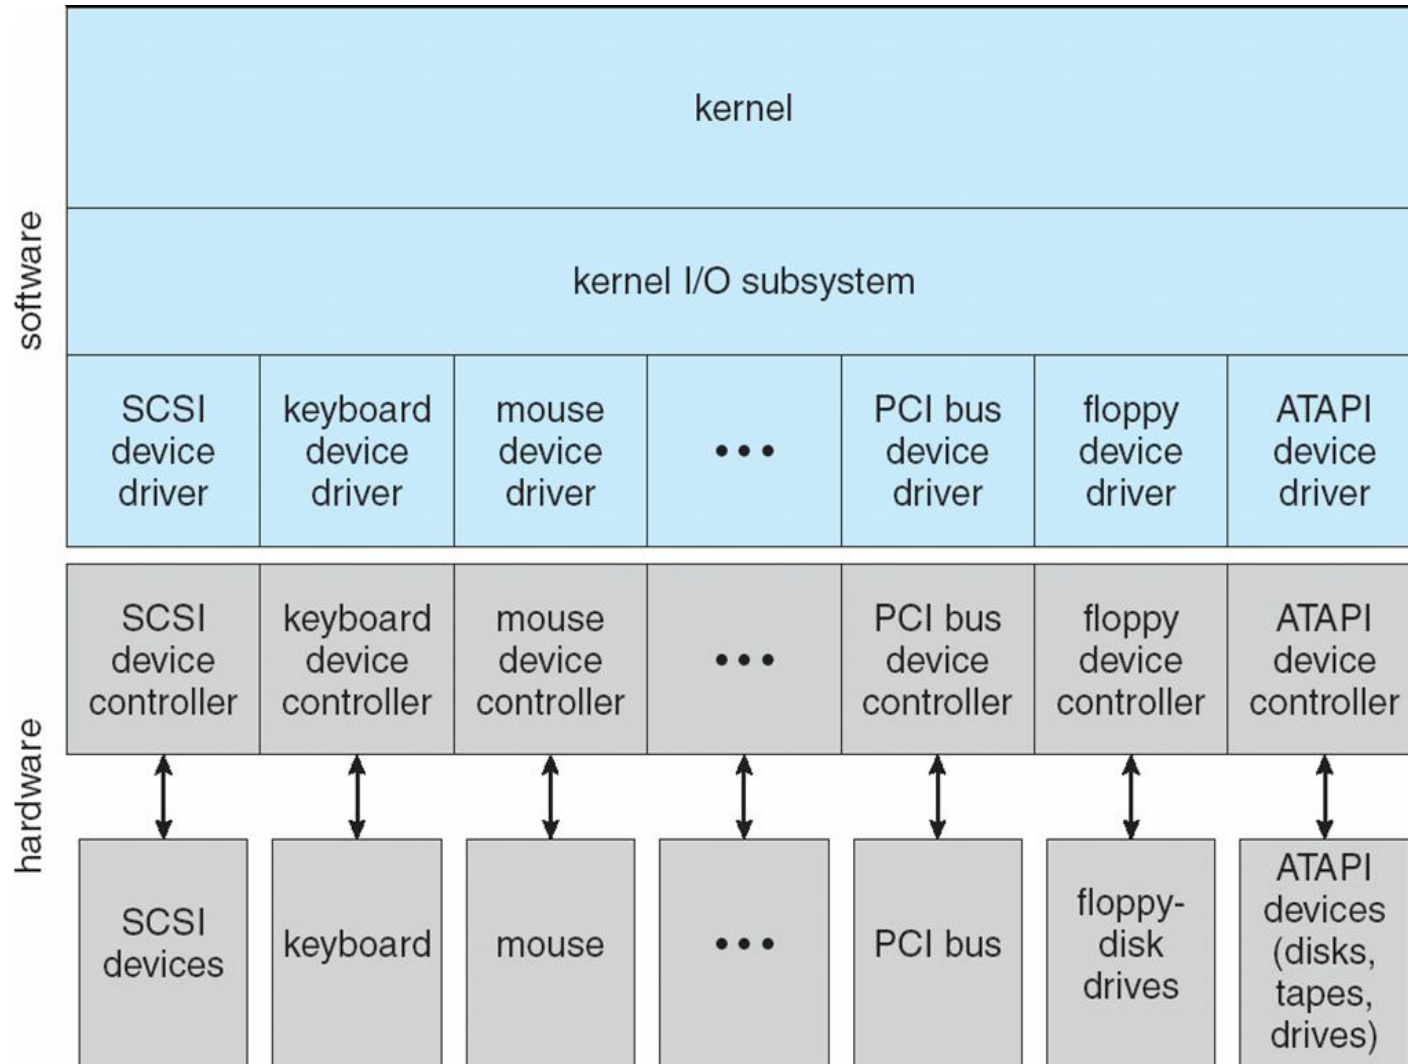 software
kernel
kernel I/O subsystem
SCSI
device
driver
keyboard
device
driver
mouse
device
driver
•••
PCI bus
device
driver
floppy
device
driver
ATAPI
device
driver
hardware
SCSI
device
controller
keyboard
device
controller
mouse
device
controller
•••
PCI bus
device
controller
floppy
device
controller
ATAPI
device
controller
SCSI
devices
keyboard
mouse
•••
PCI bus
floppy-
disk
drives
ATAPI
devices
(disks,
tapes,
drives)